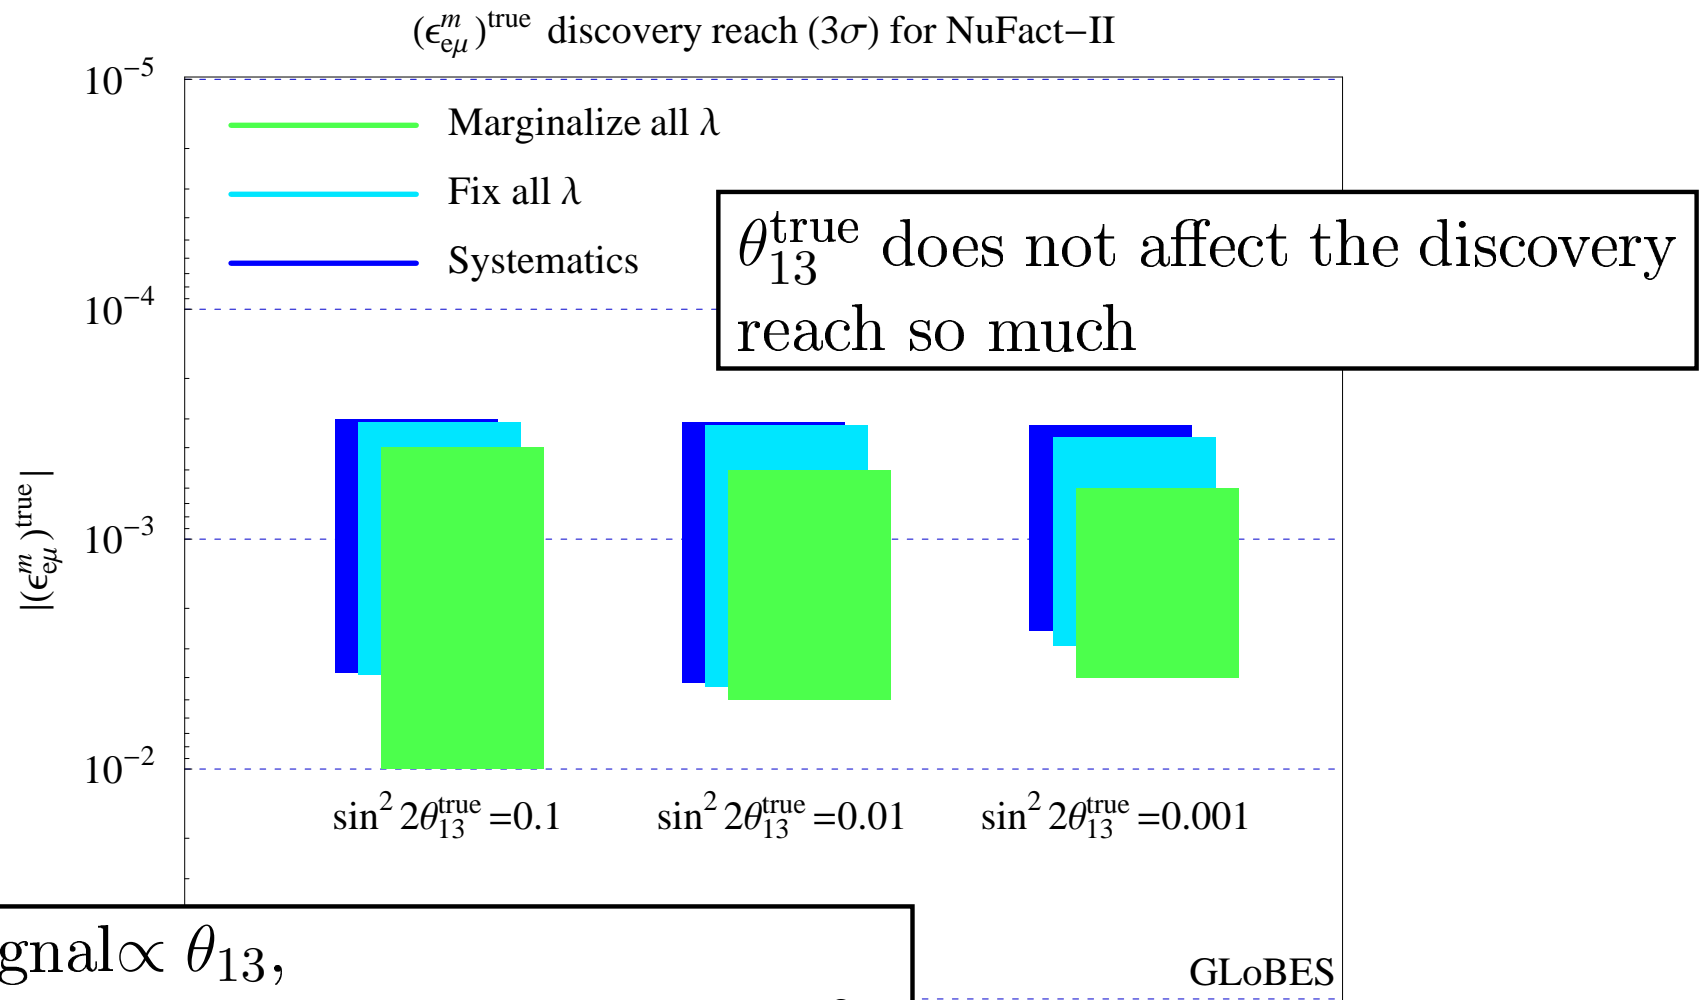 (ϵ^m_eμ)^true discovery reach (3σ) for NuFact−II
10^−5
Marginalize all λ
Fix all λ
Systematics
θ^true_13 does not affect the discovery
reach so much
10^−4
|(ϵ^m_eμ)^true|
10^−3
10^−2
sin^2 2θ^true_13 =0.1
sin^2 2θ^true_13 =0.01
sin^2 2θ^true_13 =0.001
gnal∝ θ_13,
GLoBES